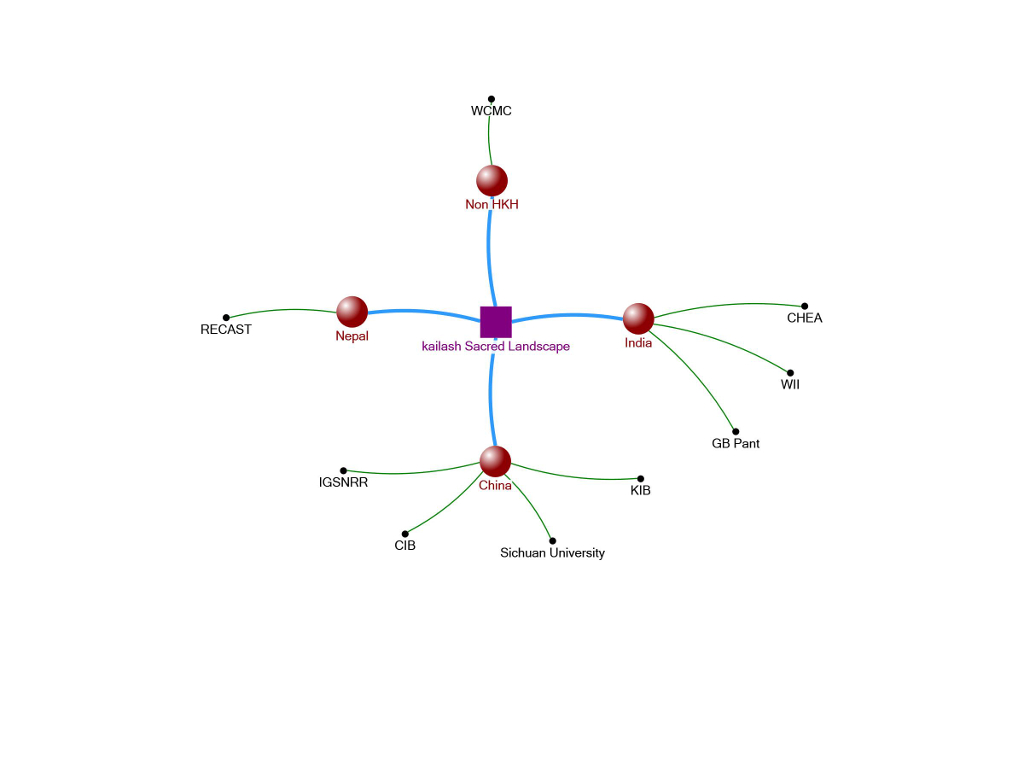 WCMC
Non HKH
CHEA
RECAST
Nepal
India
kailash Sacred Landscape
WII
GB Pant
IGSNRR
China
KIB
CIB
Sichuan University